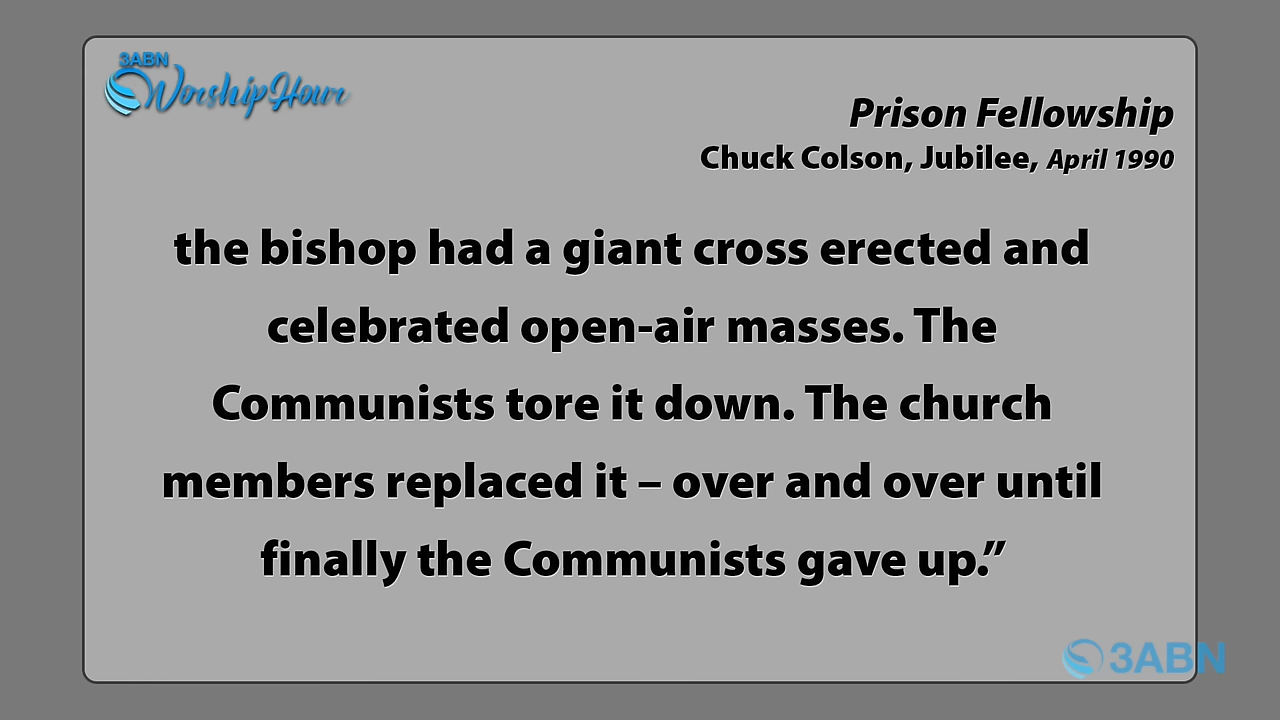 3ABN
Worship Hour
Prison Fellowship
Chuck Colson, Jubilee, April 1990
the bishop had a giant cross erected and
celebrated open-air masses. The
Communists tore it down. The church
members replaced it – over and over until
finally the Communists gave up.”
3ABN